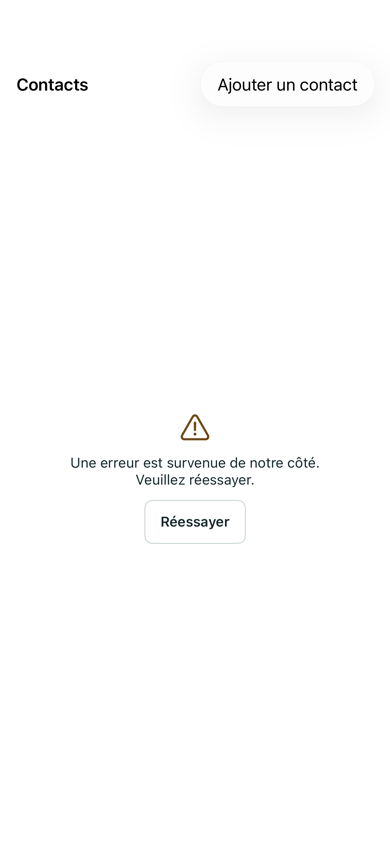 Contacts
Ajouter un contact
Une erreur est survenue de notre côté.
Veuillez réessayer.
Réessayer